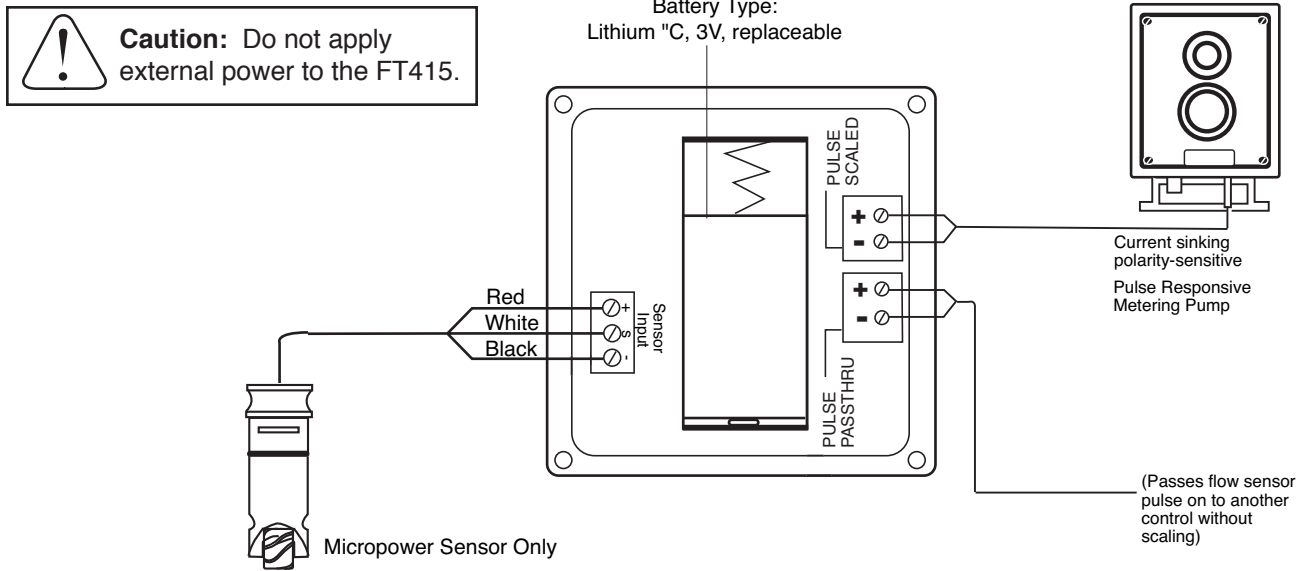 Caution: Do not apply
external power to the FT415.
Battery Type:
Lithium "C, 3V, replaceable
PULSE
SCALED
+
-
Current sinking
polarity-sensitive
Pulse Responsive
Metering Pump
+
-
PULSE
PASSTHRU
Red
White
Black
+
S
-
Sensor
Input
(Passes flow sensor
pulse on to another
control without
scaling)
Micropower Sensor Only